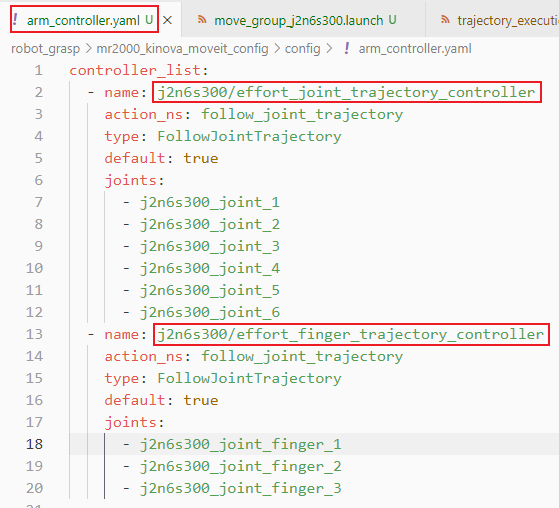 ! arm_controller.yaml U × move_group_j2n6s300.launch U trajectory_executi
robot_grasp > mr2000_kinova_moveit_config > config > ! arm_controller.yaml
1 controller_list:
2 - name: j2n6s300/effort_joint_trajectory_controller
3 action_ns: follow_joint_trajectory
4 type: FollowJointTrajectory
5 default: true
6 joints:
7 - j2n6s300_joint_1
8 - j2n6s300_joint_2
9 - j2n6s300_joint_3
10 - j2n6s300_joint_4
11 - j2n6s300_joint_5
12 - j2n6s300_joint_6
13 - name: j2n6s300/effort_finger_trajectory_controller
14 action_ns: follow_joint_trajectory
15 type: FollowJointTrajectory
16 default: true
17 joints:
18 - j2n6s300_joint_finger_1
19 - j2n6s300_joint_finger_2
20 - j2n6s300_joint_finger_3